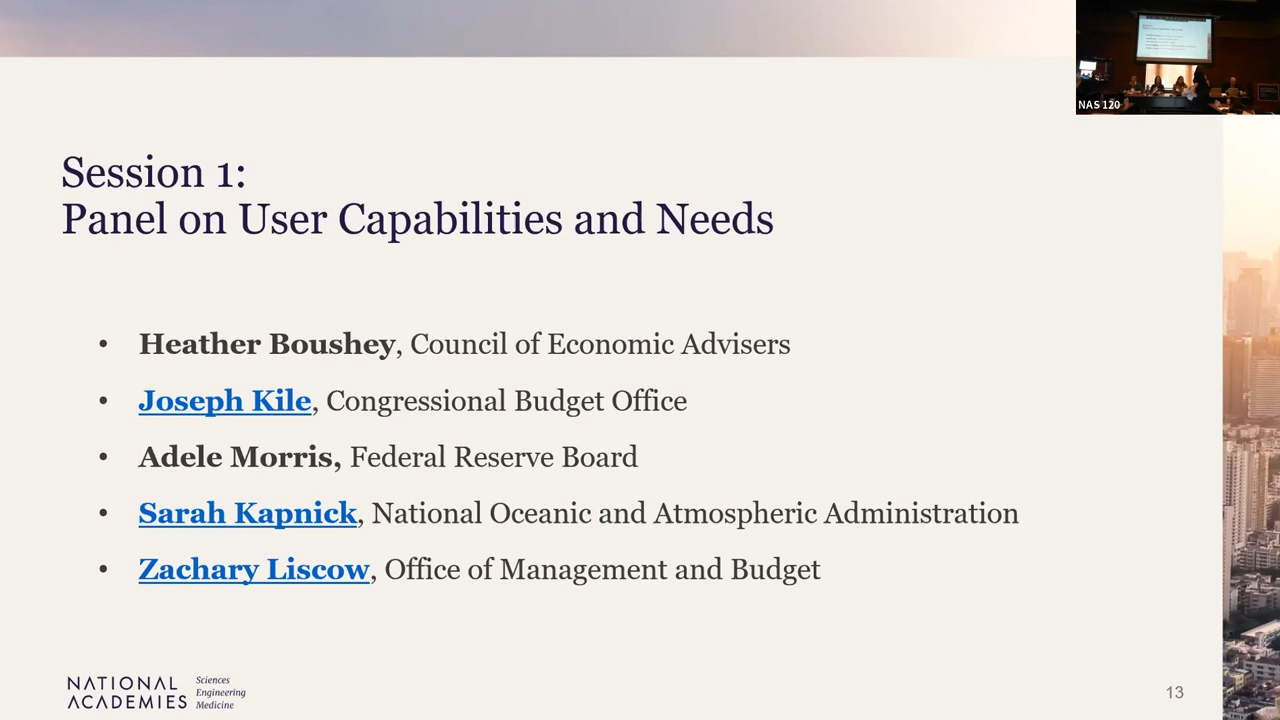 NAS 120
Session 1:
Panel on User Capabilities and Needs
• Heather Boushey, Council of Economic Advisers
• Joseph Kile, Congressional Budget Office
• Adele Morris, Federal Reserve Board
• Sarah Kapnick, National Oceanic and Atmospheric Administration
• Zachary Liscow, Office of Management and Budget
NATIONAL ACADEMIES
Sciences
Engineering
Medicine
13